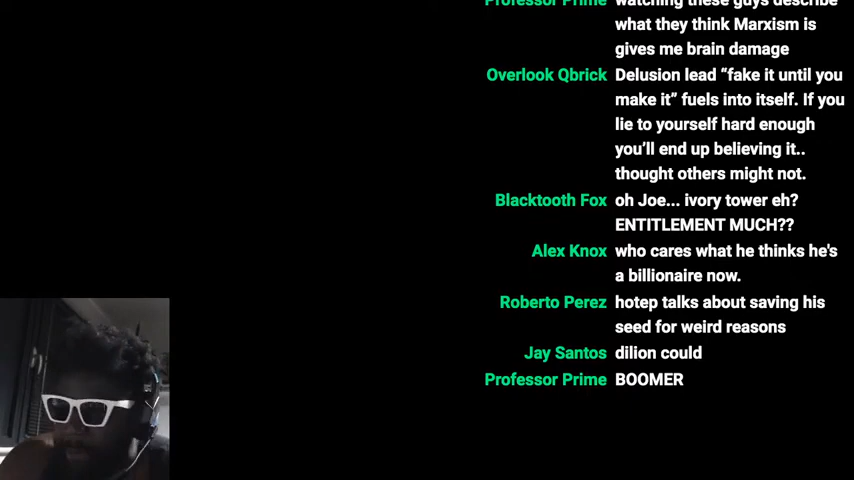 Professor Prime watching these guys describe
what they think Marxism is
gives me brain damage
Overlook Qbrick Delusion lead “fake it until you
make it” fuels into itself. If you
lie to yourself hard enough
you’ll end up believing it..
thought others might not.
Blacktooth Fox oh Joe... ivory tower eh?
ENTITLEMENT MUCH??
Alex Knox who cares what he thinks he's
a billionaire now.
Roberto Perez hotep talks about saving his
seed for weird reasons
Jay Santos dilion could
Professor Prime BOOMER